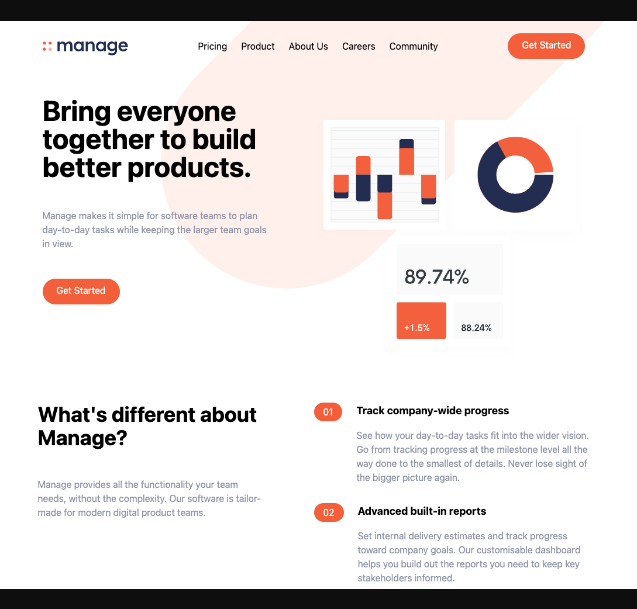 manage
Pricing Product About Us Careers Community
Get Started
Bring everyone
together to build
better products.
Manage makes it simple for software teams to plan
day-to-day tasks while keeping the larger team goals
in view.
Get Started
89.74%
+1.5%
88.24%
What's different about
Manage?
Manage provides all the functionality your team
needs, without the complexity. Our software is tailor-
made for modern digital product teams.
01 Track company-wide progress
See how your day-to-day tasks fit into the wider vision.
Go from tracking progress at the milestone level all the
way done to the smallest of details. Never lose sight of
the bigger picture again.
02 Advanced built-in reports
Set internal delivery estimates and track progress
toward company goals. Our customisable dashboard
helps you build out the reports you need to keep key
stakeholders informed.